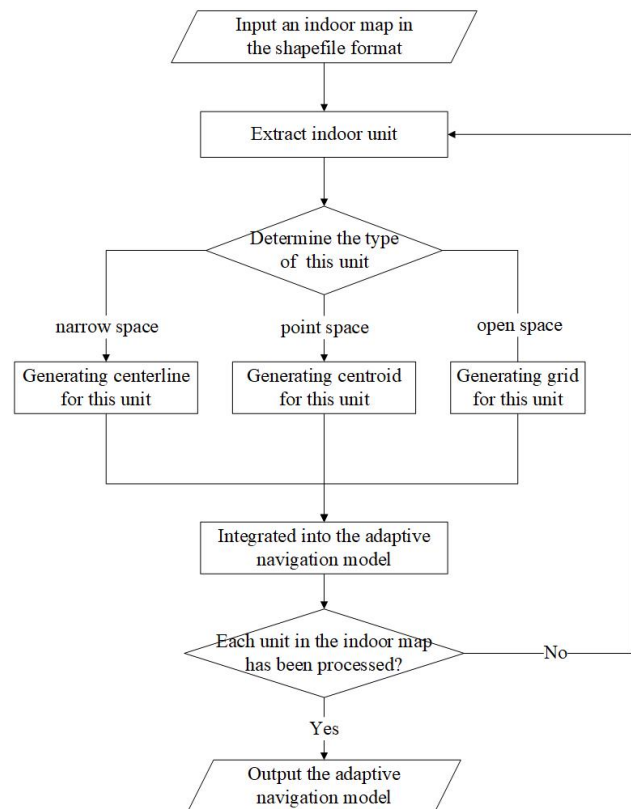 Input an indoor map in
the shapefile format
Extract indoor unit
Determine the type
of this unit
narrow space
point space
open space
Generating centerline
for this unit
Generating centroid
for this unit
Generating grid
for this unit
Integrated into the adaptive
navigation model
Each unit in the indoor map
has been processed?
No
Yes
Output the adaptive
navigation model